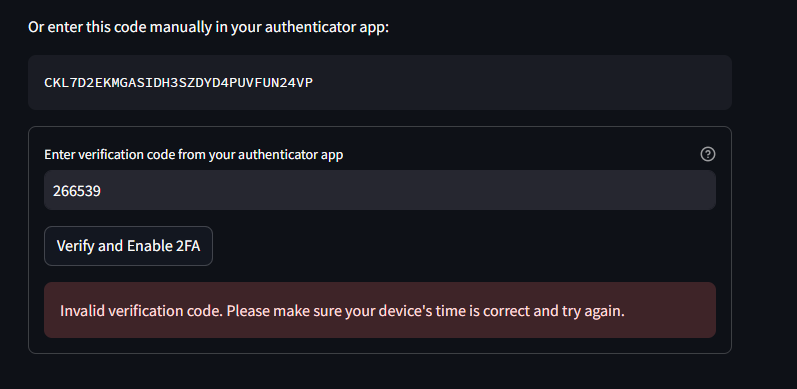 Or enter this code manually in your authenticator app:
CKL7D2EKMGASIDH3SZDYD4PUVFUN24VP
Enter verification code from your authenticator app
266539
Verify and Enable 2FA
Invalid verification code. Please make sure your device's time is correct and try again.